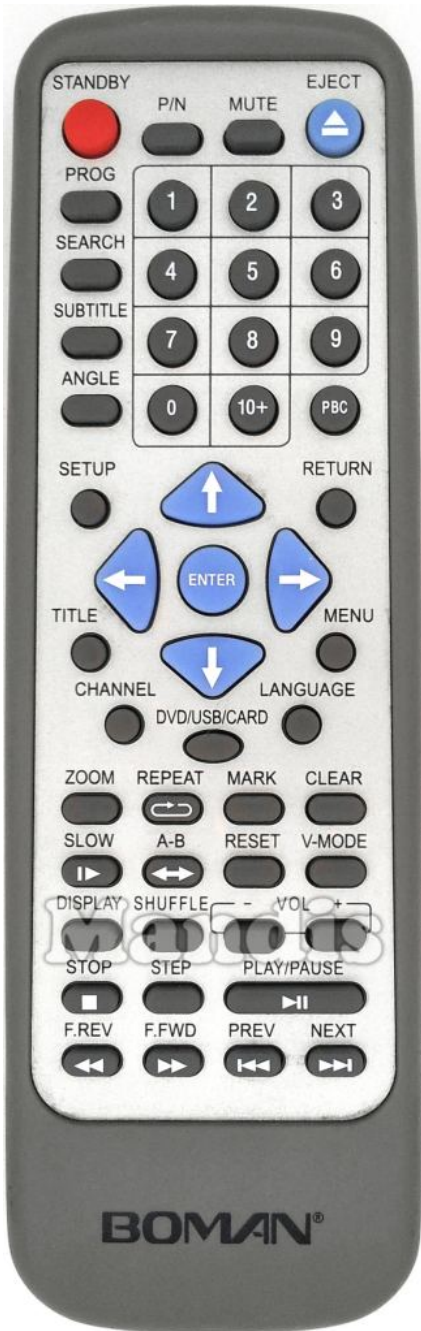 STANDBY P/N MUTE EJECT
PROG 1 2 3
SEARCH 4 5 6
SUBTITLE 7 8 9
ANGLE 0 10+ PBC
SETUP RETURN
ENTER
TITLE MENU
CHANNEL LANGUAGE
DVD/USB/CARD
ZOOM REPEAT MARK CLEAR
SLOW A-B RESET V-MODE
DISPLAY SHUFFLE - VOL +
Mandis
STOP STEP PLAY/PAUSE
F.REV F.FWD PREV NEXT
BOMAN®